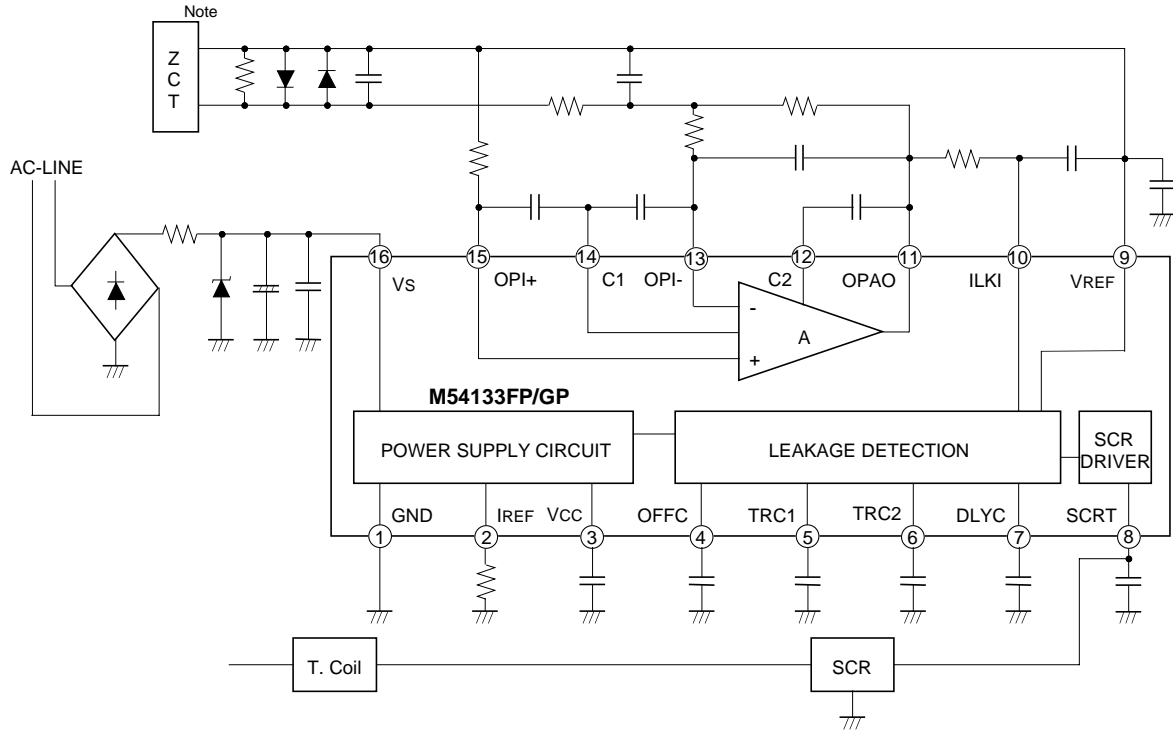 Note
Z
C
T
AC-LINE
16 15 14 13 12 11 10 9
VS OPI+ C1 OPI- C2 OPAO ILKI VREF
-
A
+
M54133FP/GP
POWER SUPPLY CIRCUIT
LEAKAGE DETECTION
SCR
DRIVER
GND IREF VCC OFFC TRC1 TRC2 DLYC SCRT
1 2 3 4 5 6 7 8
T. Coil
SCR